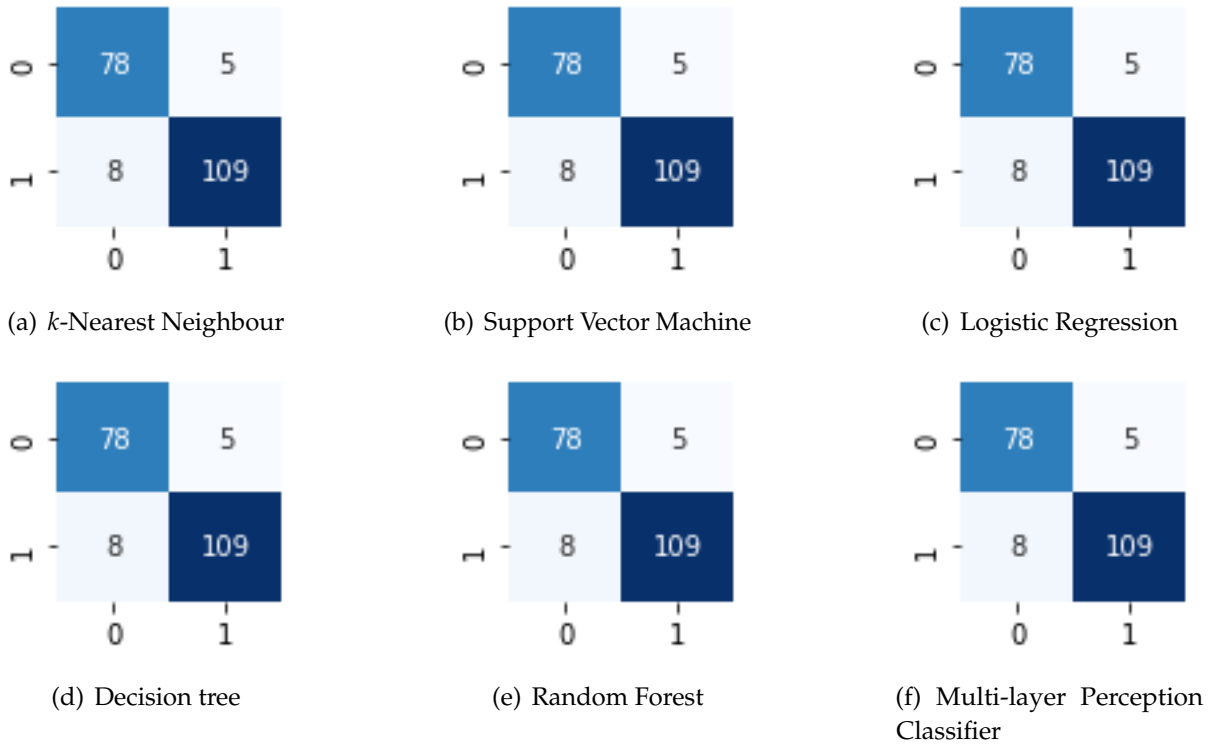 0 78 5 0 78 5 0 78 5
1 8 109 1 8 109 1 8 109
0 1 0 1 0 1
(a) k-Nearest Neighbour (b) Support Vector Machine (c) Logistic Regression
0 78 5 0 78 5 0 78 5
1 8 109 1 8 109 1 8 109
0 1 0 1 0 1
(d) Decision tree (e) Random Forest (f) Multi-layer Perception
Classifier